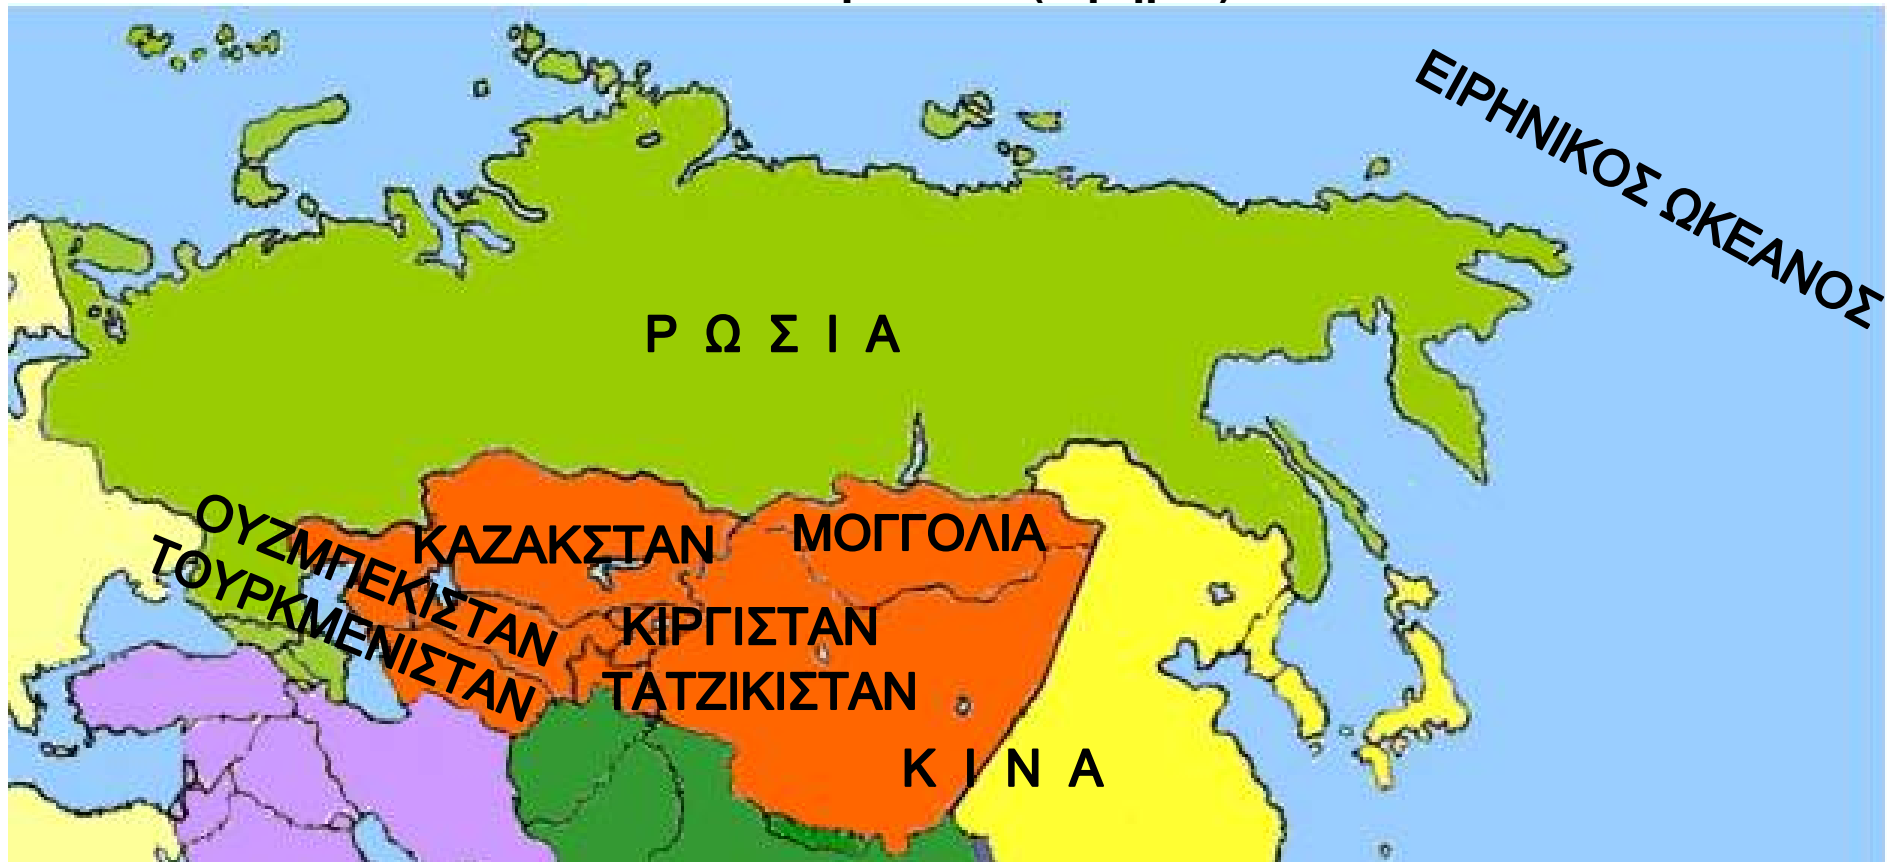 ΕΙΡΗΝΙΚΟΣ ΩΚΕΑΝΟΣ
Ρ Ω Σ Ι Α
ΟΥΖΜΠΕΚΙΣΤΑΝ
ΚΑΖΑΚΣΤΑΝ
ΜΟΓΓΟΛΙΑ
ΤΟΥΡΚΜΕΝΙΣΤΑΝ
ΚΙΡΓΙΣΤΑΝ
ΤΑΤΖΙΚΙΣΤΑΝ
Κ Ι Ν Α